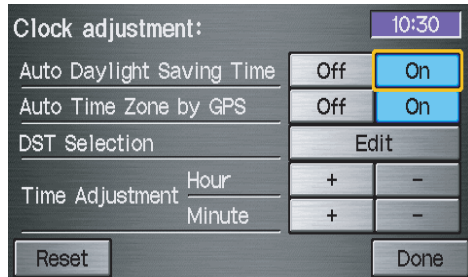 Clock adjustment: 10:30
Auto Daylight Saving Time Off On
Auto Time Zone by GPS Off On
DST Selection Edit
Time Adjustment Hour + -
Minute + -
Reset Done